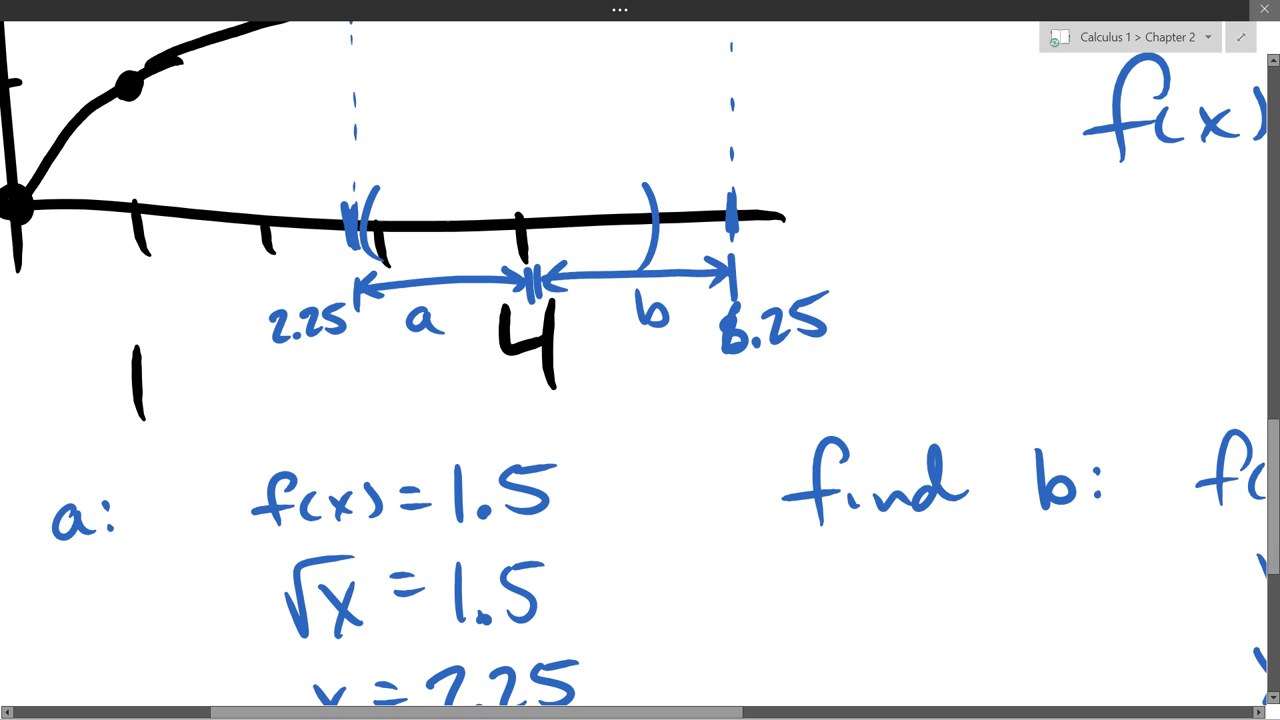 Calculus 1 > Chapter 2
f(x)
2.25 a 4 b 6.25
1
a: f(x) = 1.5 find b: f(
√x = 1.5
x = 2.25